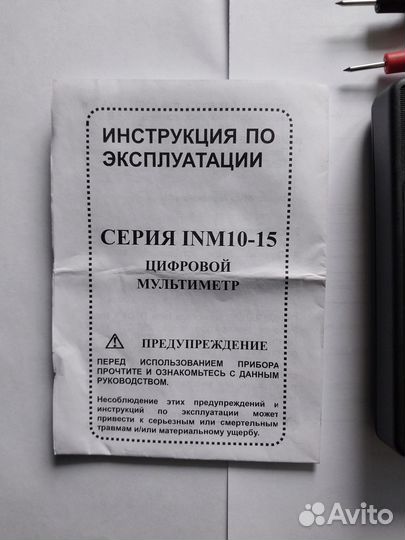 ИНСТРУКЦИЯ ПО
ЭКСПЛУАТАЦИИ
СЕРИЯ INM10-15
ЦИФРОВОЙ
МУЛЬТИМЕТР
ПРЕДУПРЕЖДЕНИЕ
ПЕРЕД ИСПОЛЬЗОВАНИЕМ ПРИБОРА
ПРОЧТИТЕ И ОЗНАКОМЬТЕСЬ С ДАННЫМ
РУКОВОДСТВОМ.
Несоблюдение этих предупреждений и
инструкций по эксплуатации может
привести к серьезным или смертельным
травмам и/или материальному ущербу.
Avito